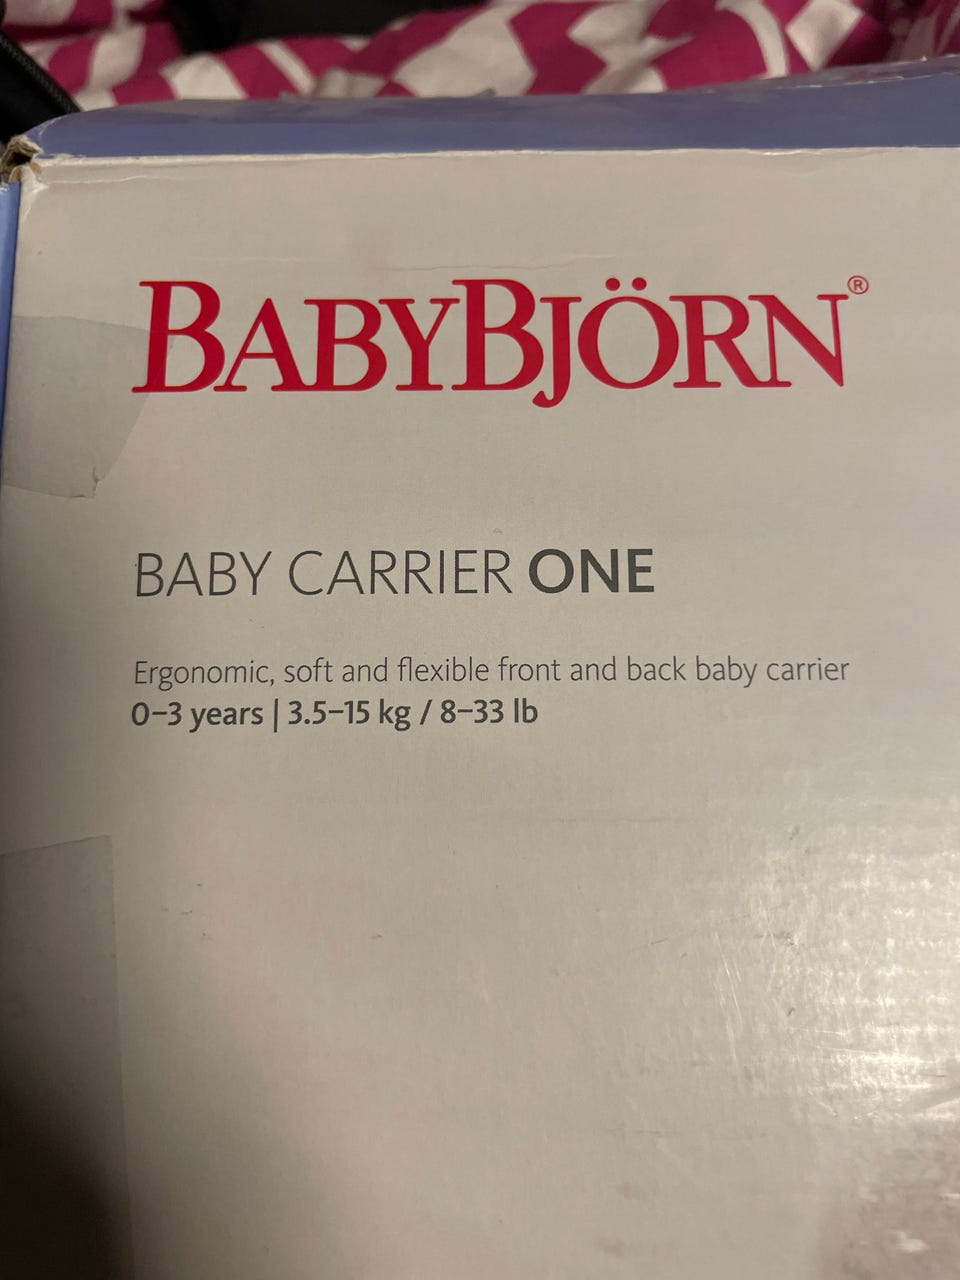 BABYBJÖRN®
BABY CARRIER ONE
Ergonomic, soft and flexible front and back baby carrier
0–3 years | 3.5–15 kg / 8–33 lb